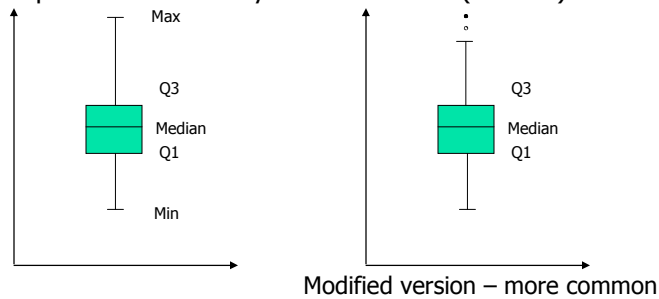 Max
Q3
Median
Q1
Min
Q3
Median
Q1
Modified version – more common